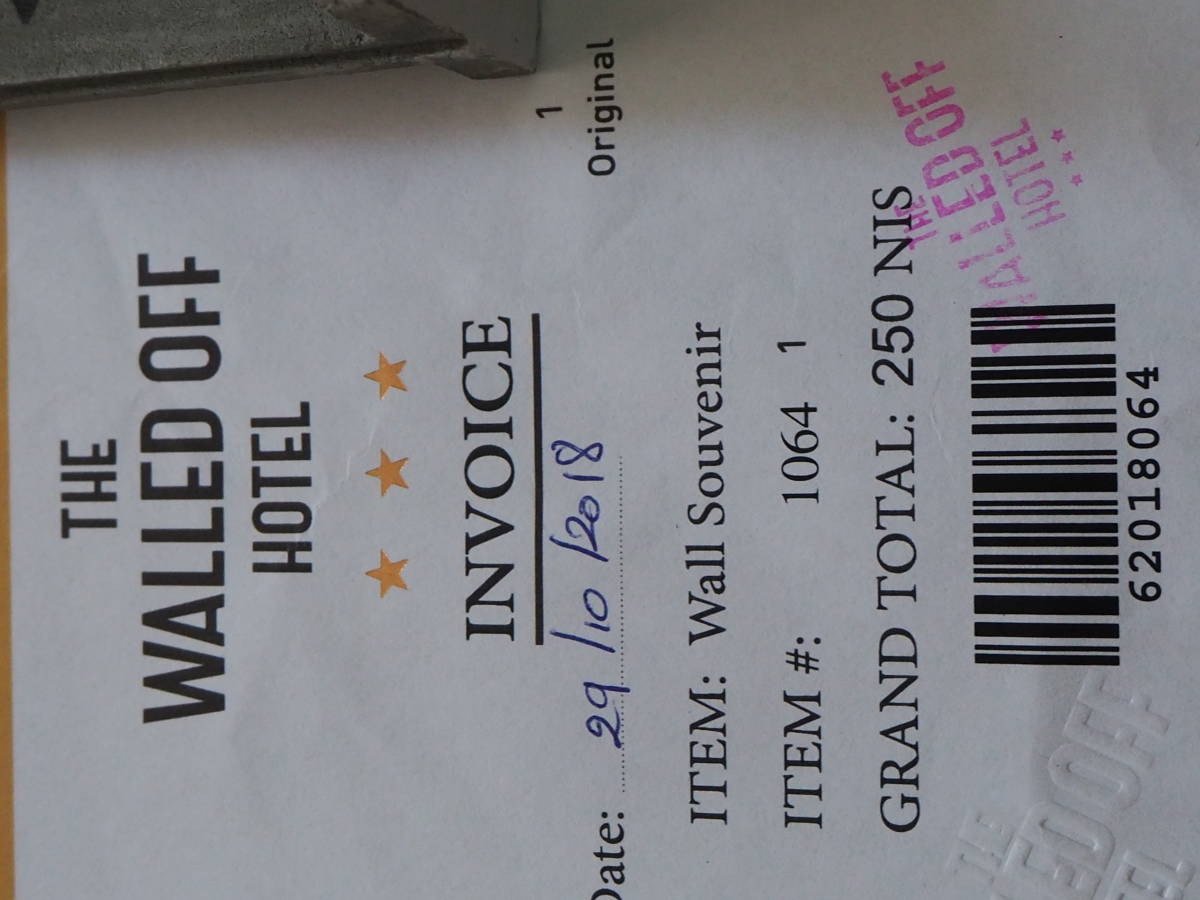 THE
WALLED OFF
HOTEL
INVOICE
1
Original
Date: 29/10/2018
ITEM: Wall Souvenir
ITEM #: 1064 1
GRAND TOTAL: 250 NIS
THE
WALLED OFF
HOTEL
62018064